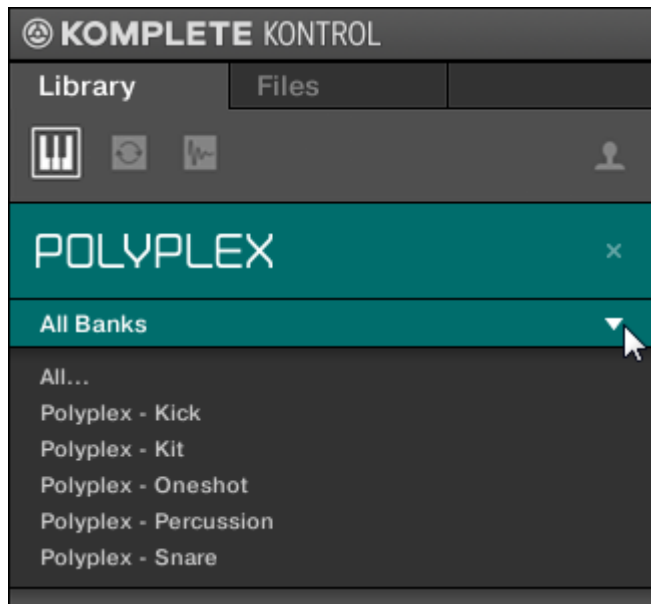 KOMPLETE KONTROL
Library Files
POLYPLEX
All Banks
All...
Polyplex - Kick
Polyplex - Kit
Polyplex - Oneshot
Polyplex - Percussion
Polyplex - Snare